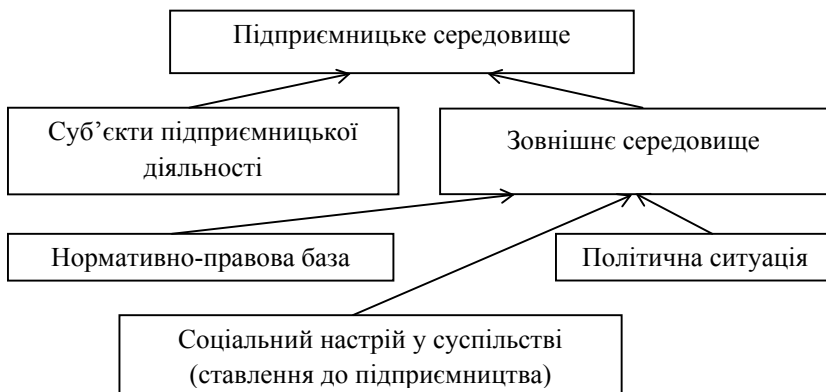 Підприємницьке середовище
Суб’єкти підприємницької
діяльності
Зовнішнє середовище
Нормативно-правова база
Політична ситуація
Соціальний настрій у суспільстві
(ставлення до підприємництва)